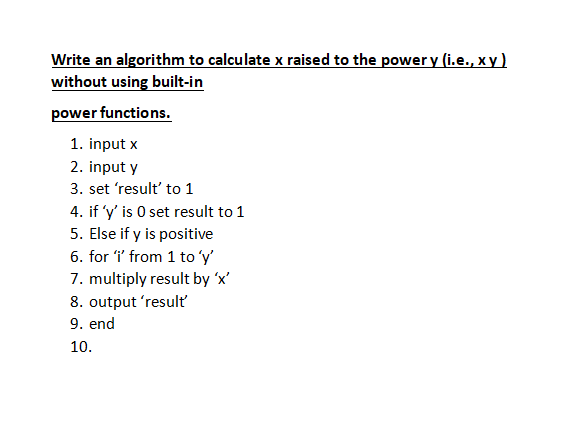 Write an algorithm to calculate x raised to the power y (i.e., x y )
without using built-in
power functions.
1. input x
2. input y
3. set ‘result’ to 1
4. if ‘y’ is 0 set result to 1
5. Else if y is positive
6. for ‘i’ from 1 to ‘y’
7. multiply result by ‘x’
8. output ‘result’
9. end
10.